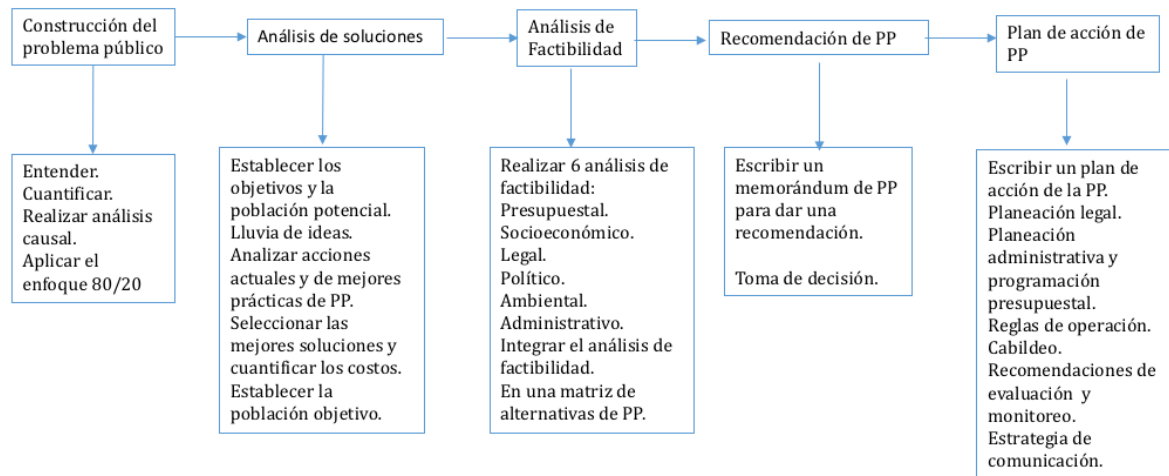 Construcción del
problema público
Análisis de soluciones
Análisis de
Factibilidad
Recomendación de PP
Plan de acción de
PP
Entender.
Cuantificar.
Realizar análisis
causal.
Aplicar el
enfoque 80/20
Establecer los
objetivos y la
población potencial.
Lluvia de ideas.
Analizar acciones
actuales y de mejores
prácticas de PP.
Seleccionar las
mejores soluciones y
cuantificar los costos.
Establecer la
población objetivo.
Realizar 6 análisis de
factibilidad:
Presupuestal.
Socioeconómico.
Legal.
Político.
Ambiental.
Administrativo.
Integrar el análisis de
factibilidad.
En una matriz de
alternativas de PP.
Escribir un
memorándum de PP
para dar una
recomendación.
Toma de decisión.
Escribir un plan de
acción de la PP.
Planeación legal.
Planeación
administrativa y
programación
presupuestal.
Reglas de operación.
Cabildeo.
Recomendaciones de
evaluación y
monitoreo.
Estrategia de
comunicación.